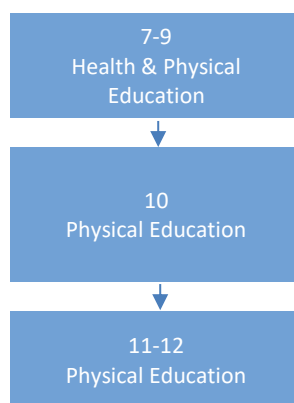 7-9
Health & Physical
Education
10
Physical Education
11-12
Physical Education